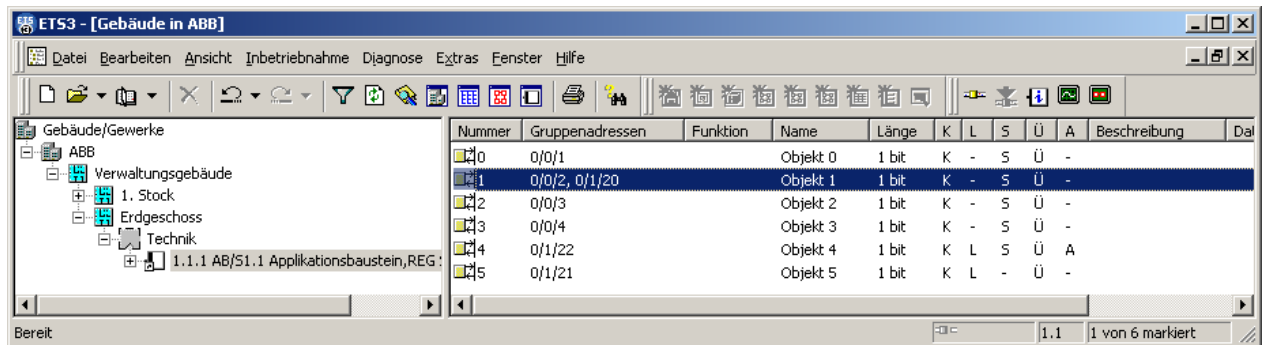 ETS3 - [Gebäude in ABB]
Datei Bearbeiten Ansicht Inbetriebnahme Diagnose Extras Fenster Hilfe
Gebäude/Gewerke
ABB
Verwaltungsgebäude
1. Stock
Erdgeschoss
Technik
1.1.1 AB/S1.1 Applikationsbaustein,REG
Nummer Gruppenadressen Funktion Name Länge K L S Ü A Beschreibung Dat
0 0/0/1 Objekt 0 1 bit K - S Ü -
1 0/0/2, 0/1/20 Objekt 1 1 bit K - S Ü -
2 0/0/3 Objekt 2 1 bit K - S Ü -
3 0/0/4 Objekt 3 1 bit K - S Ü -
4 0/1/22 Objekt 4 1 bit K L S Ü A
5 0/1/21 Objekt 5 1 bit K L - Ü -
Bereit 1.1 1 von 6 markiert